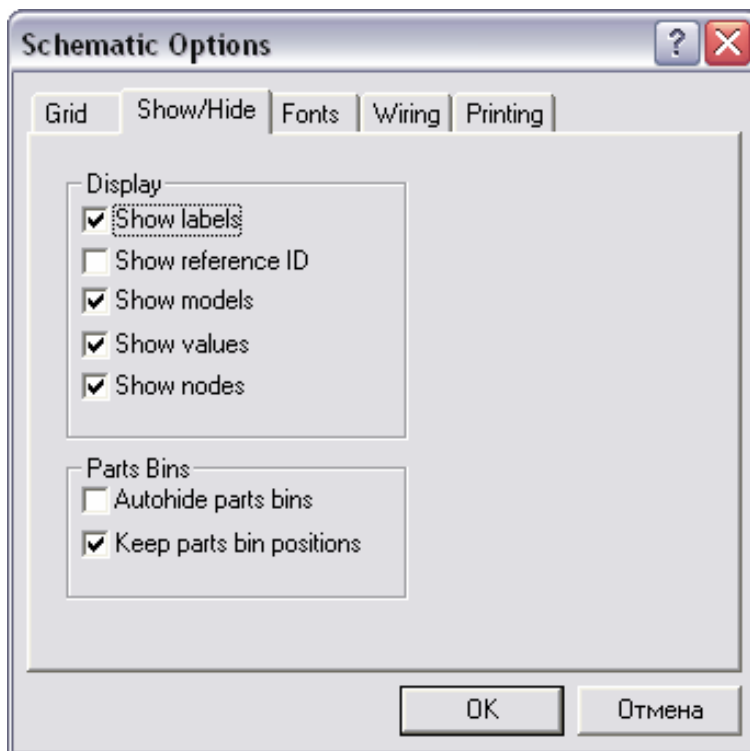 Schematic Options
Grid Show/Hide Fonts Wiring Printing
Display
Show labels
Show reference ID
Show models
Show values
Show nodes
Parts Bins
Autohide parts bins
Keep parts bin positions
OK Отмена